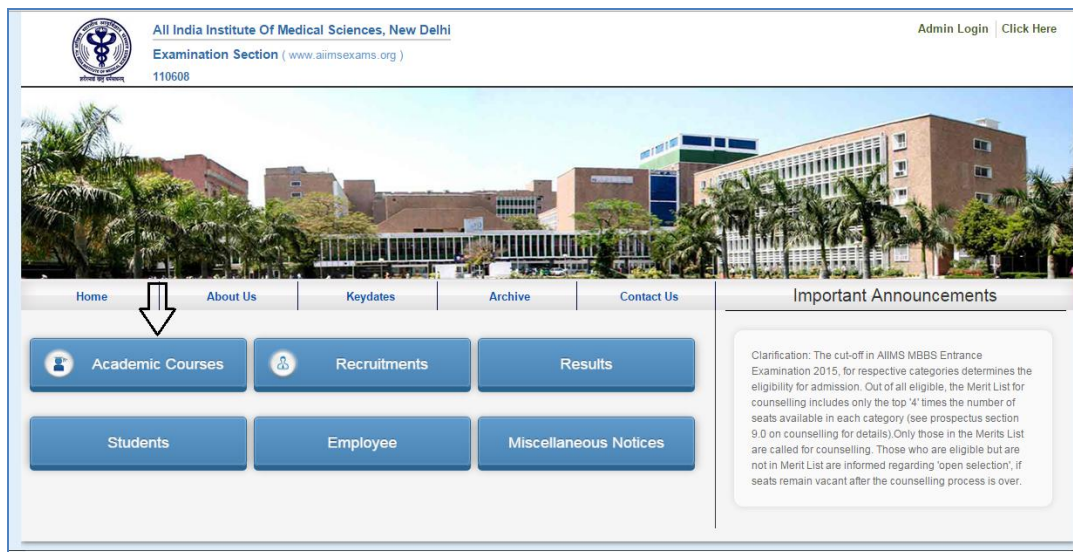 All India Institute Of Medical Sciences, New Delhi
Examination Section ( www.aiimsexams.org )
110608
Admin Login Click Here
Home About Us Keydates Archive Contact Us
Important Announcements
Academic Courses Recruitments Results
Students Employee Miscellaneous Notices
Clarification: The cut-off in AIIMS MBBS Entrance
Examination 2015, for respective categories determines the
eligibility for admission. Out of all eligible, the Merit List for
counselling includes only the top '4' times the number of
seats available in each category (see prospectus section
9.0 on counselling for details).Only those in the Merits List
are called for counselling. Those who are eligible but are
not in Merit List are informed regarding 'open selection', if
seats remain vacant after the counselling process is over.